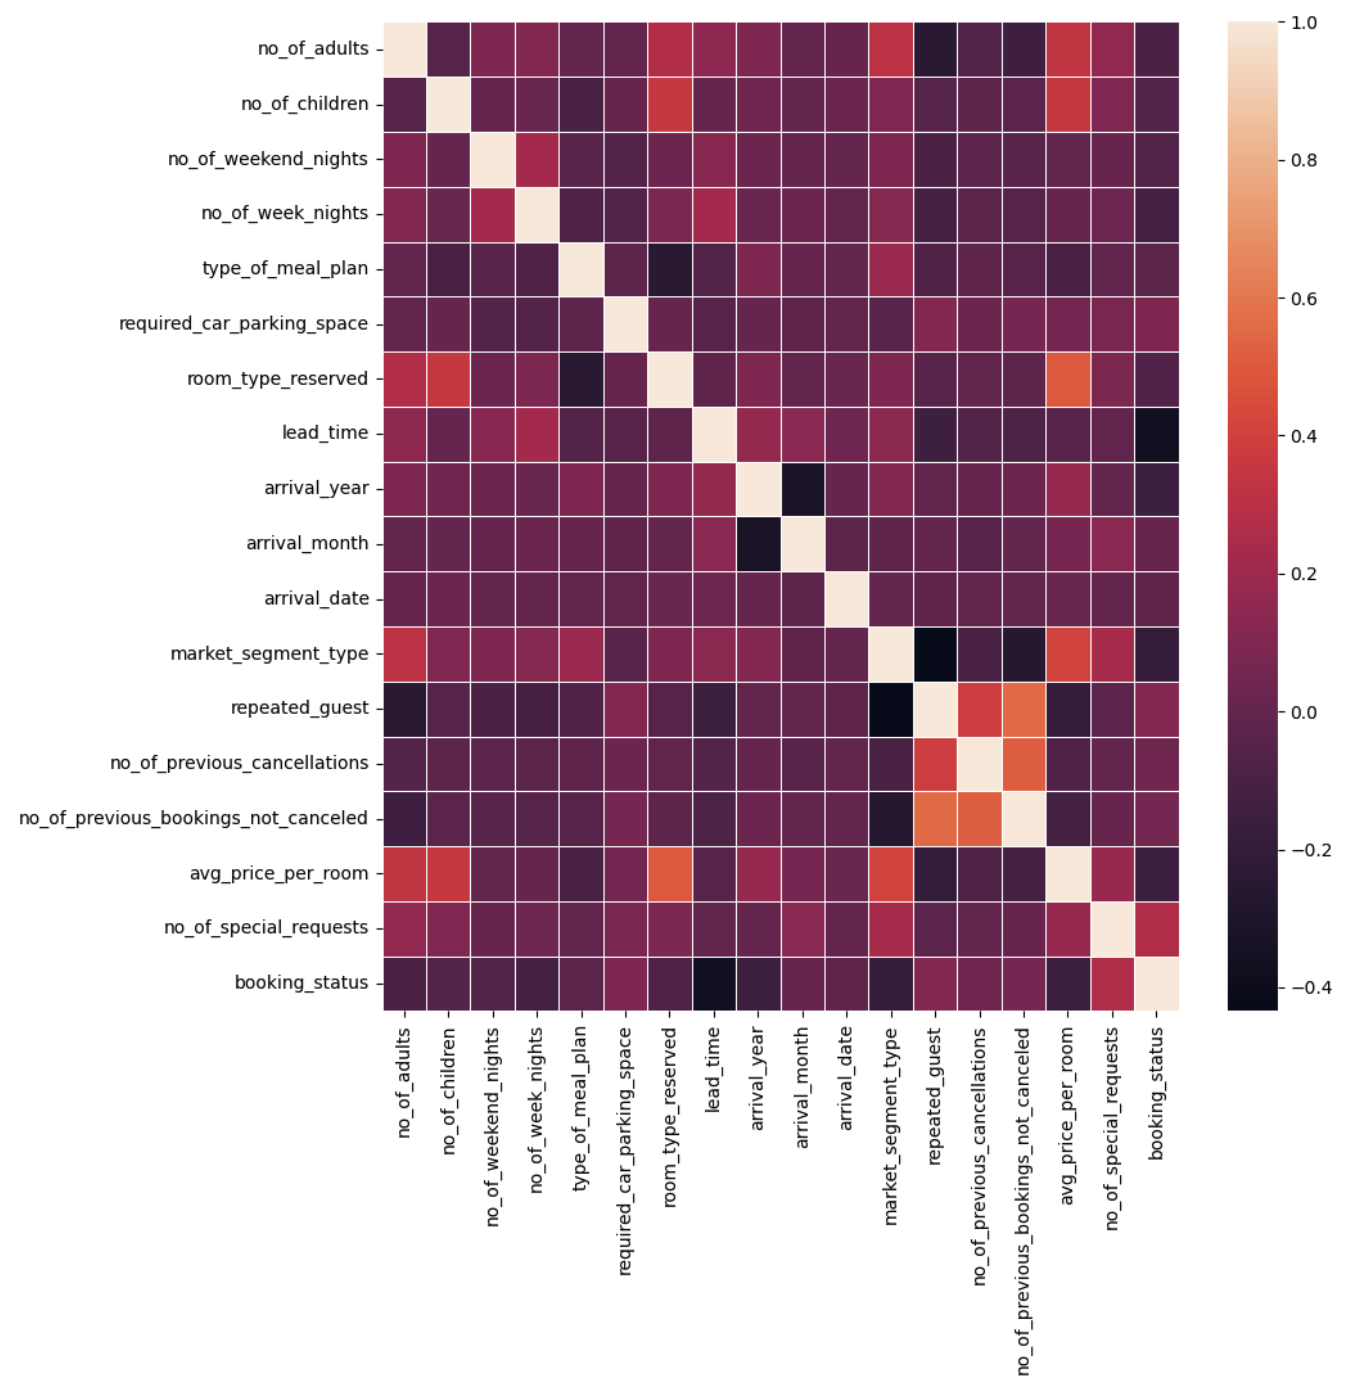 no_of_adults
no_of_children
no_of_weekend_nights
no_of_week_nights
type_of_meal_plan
required_car_parking_space
room_type_reserved
lead_time
arrival_year
arrival_month
arrival_date
market_segment_type
repeated_guest
no_of_previous_cancellations
no_of_previous_bookings_not_canceled
avg_price_per_room
no_of_special_requests
booking_status
no_of_adults
no_of_children
no_of_weekend_nights
no_of_week_nights
type_of_meal_plan
required_car_parking_space
room_type_reserved
lead_time
arrival_year
arrival_month
arrival_date
market_segment_type
repeated_guest
no_of_previous_cancellations
no_of_previous_bookings_not_canceled
avg_price_per_room
no_of_special_requests
booking_status
1.0
0.8
0.6
0.4
0.2
0.0
−0.2
−0.4